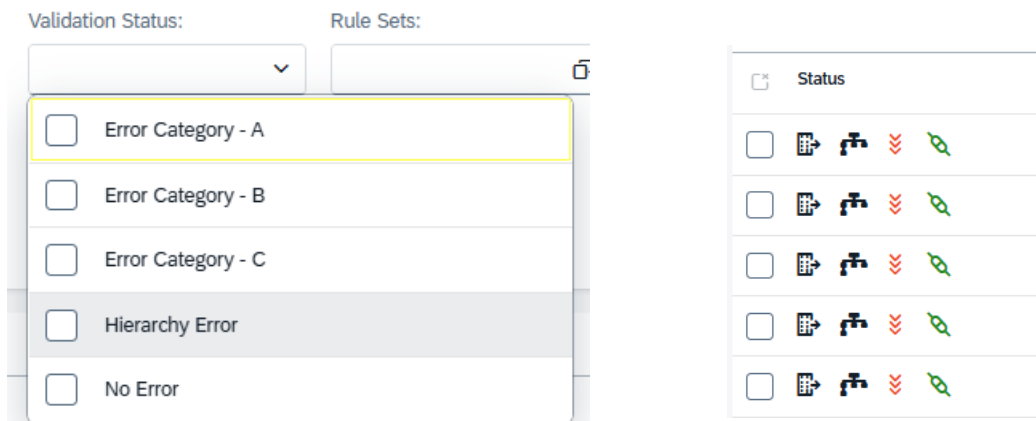 Validation Status:
Rule Sets:
Error Category - A
Error Category - B
Error Category - C
Hierarchy Error
No Error
Status